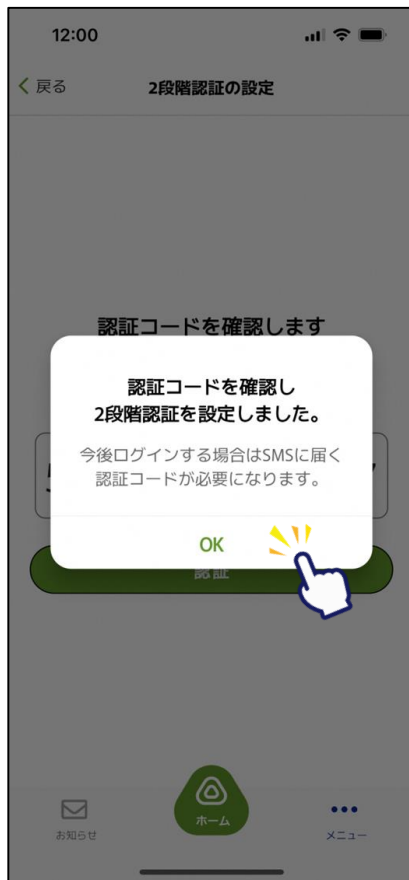 12:00
戻る 2段階認証の設定
認証コードを確認します
認証コードを確認し
2段階認証を設定しました。
今後ログインする場合はSMSに届く
認証コードが必要になります。
OK
認証
お知らせ
ホーム
メニュー